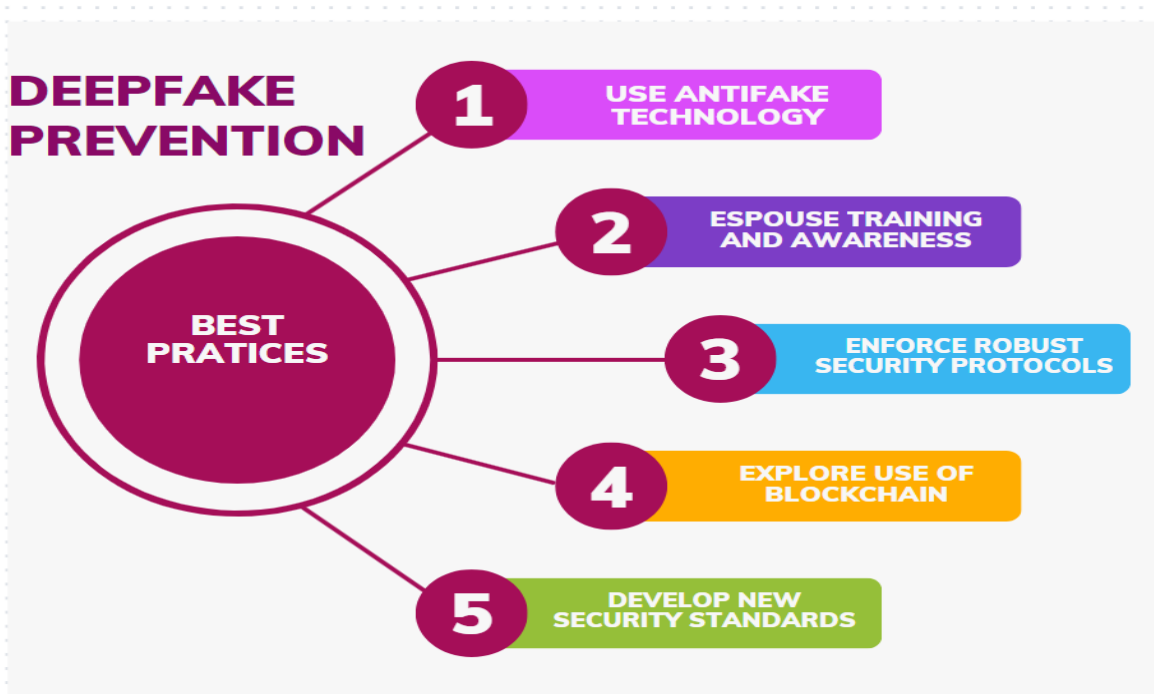 DEEPFAKE
PREVENTION
BEST
PRATICES
1
USE ANTIFAKE
TECHNOLOGY
2
ESPOUSE TRAINING
AND AWARENESS
3
ENFORCE ROBUST
SECURITY PROTOCOLS
4
EXPLORE USE OF
BLOCKCHAIN
5
DEVELOP NEW
SECURITY STANDARDS